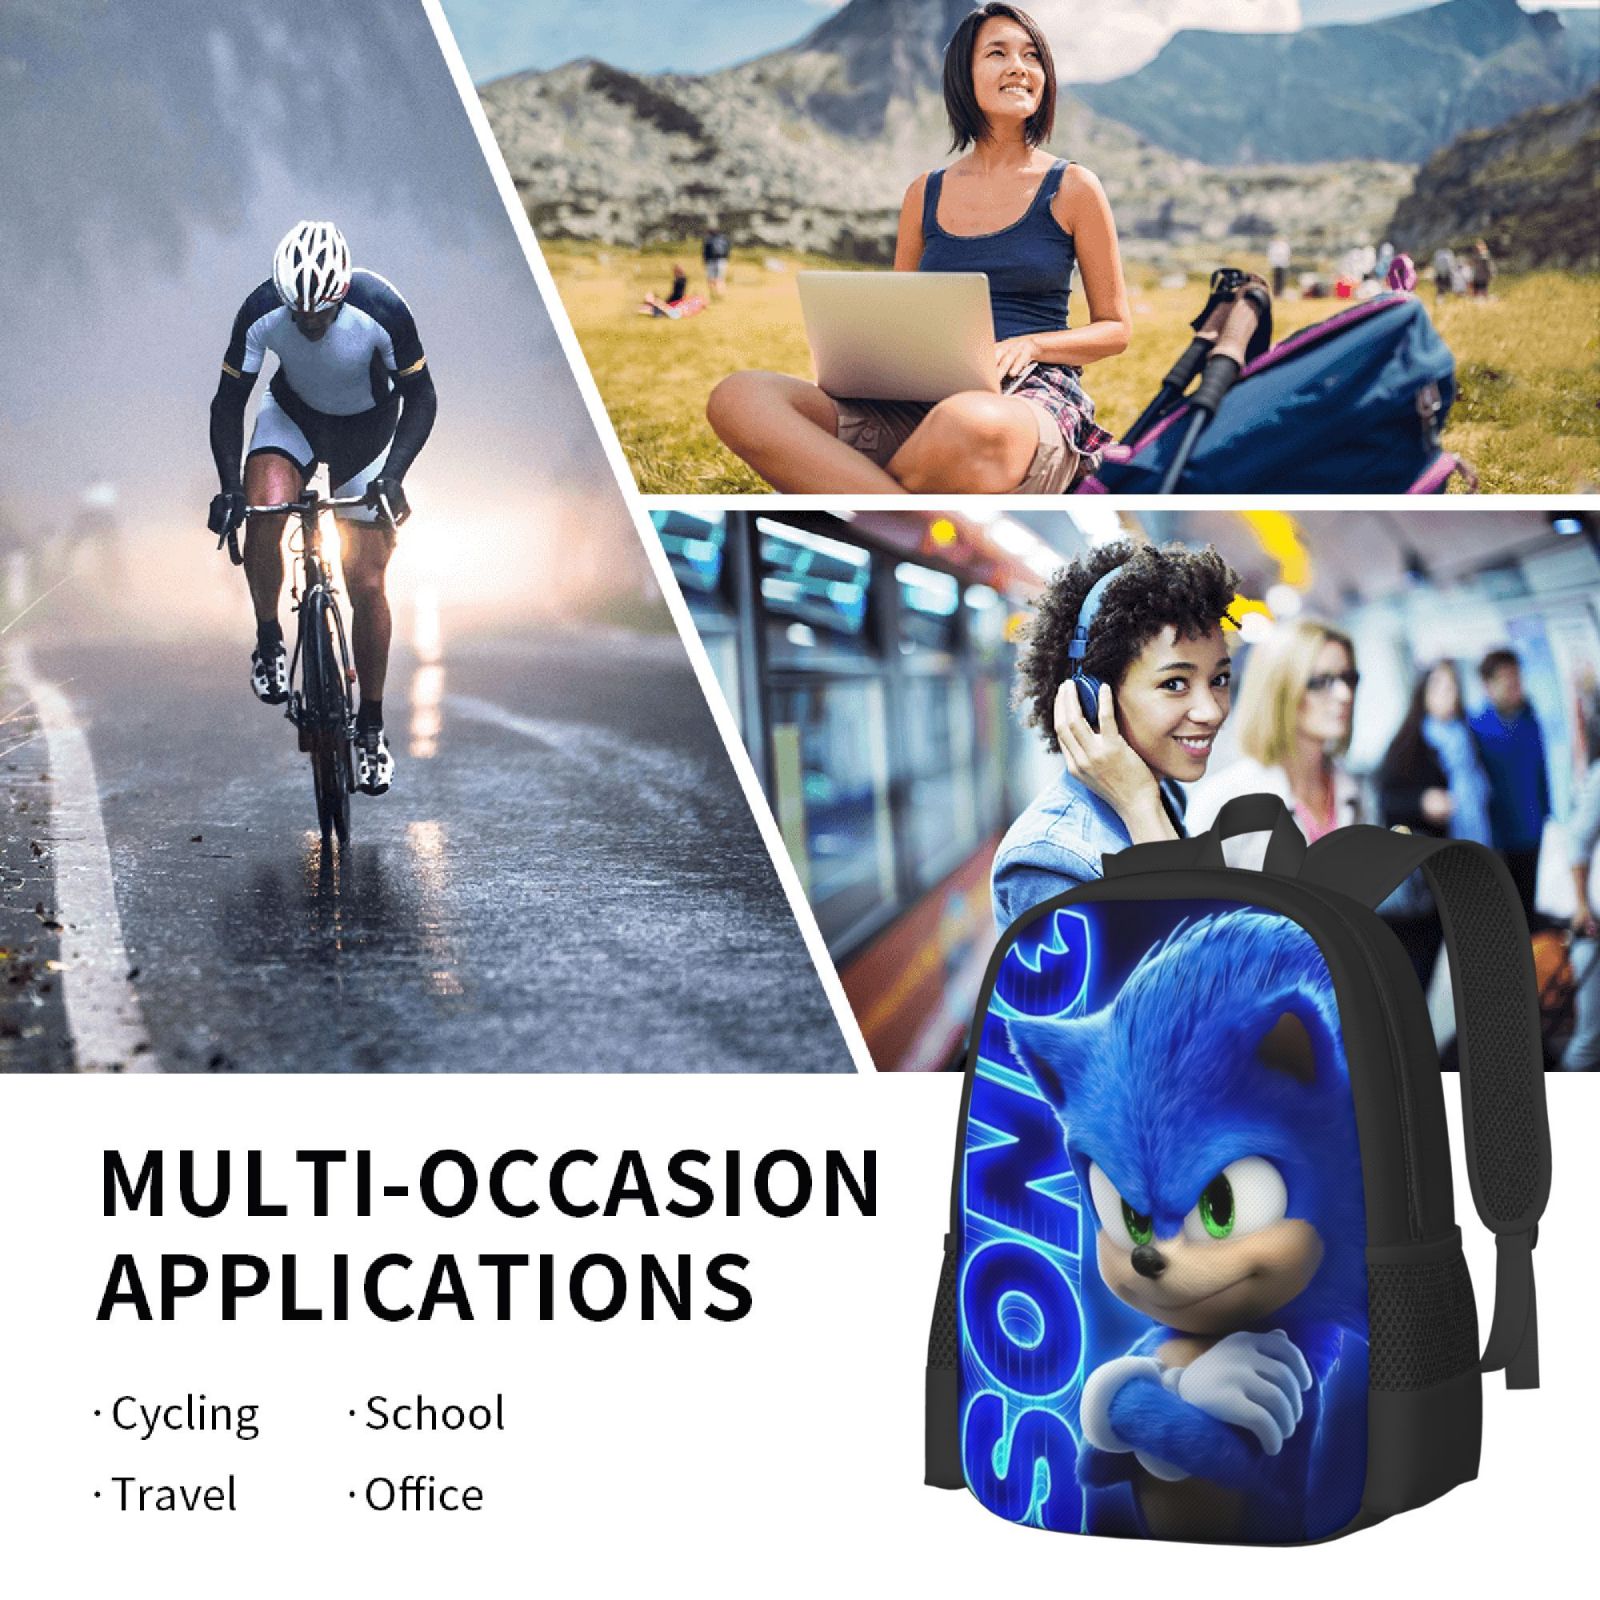 MULTI-OCCASION
APPLICATIONS
· Cycling
· School
· Travel
· Office
SONIC